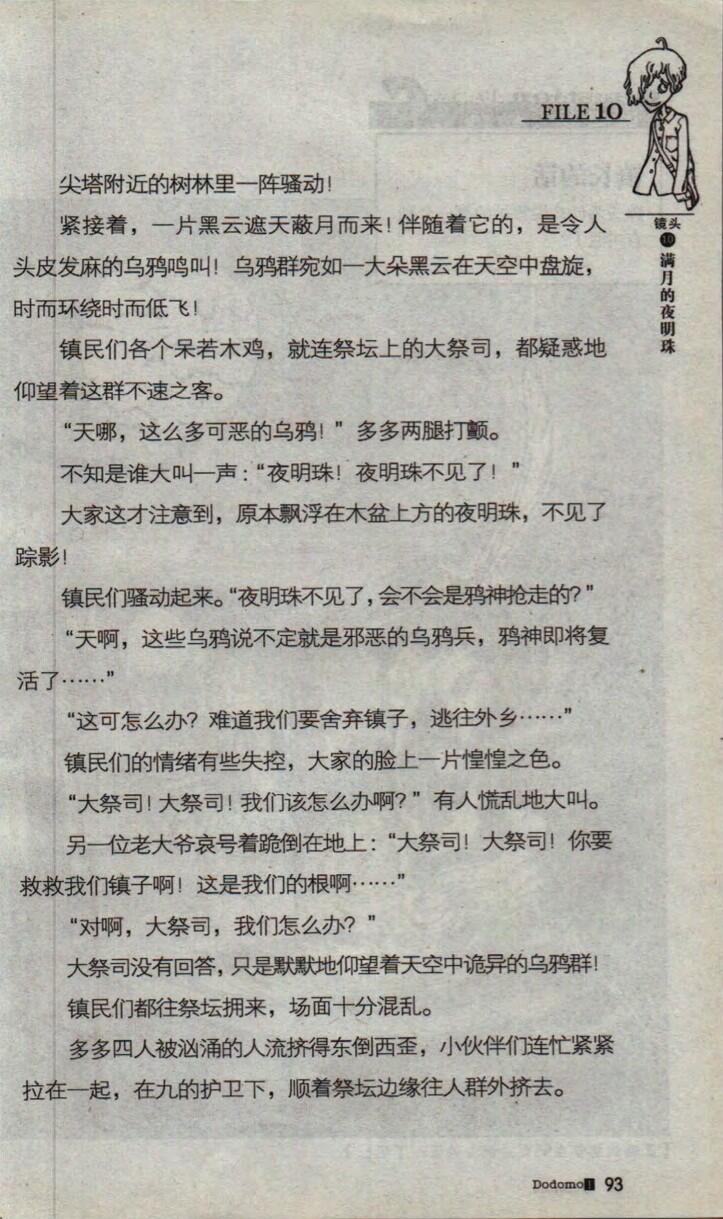 FILE 10
镜头
⑩
满月的夜明珠
尖塔附近的树林里一阵骚动！
紧接着，一片黑云遮天蔽月而来！伴随着它的，是令人
头皮发麻的乌鸦鸣叫！乌鸦群宛如一大朵黑云在天空中盘旋，
时而环绕时而低飞！
镇民们各个呆若木鸡，就连祭坛上的大祭司，都疑惑地
仰望着这群不速之客。
“天哪，这么多可恶的乌鸦！”多多两腿打颤。
不知是谁大叫一声：“夜明珠！夜明珠不见了！”
大家这才注意到，原本飘浮在木盆上方的夜明珠，不见了
踪影！
镇民们骚动起来。“夜明珠不见了，会不会是鸦神抢走的？”
“天啊，这些乌鸦说不定就是邪恶的乌鸦兵，鸦神即将复
活了……”
“这可怎么办？难道我们要舍弃镇子，逃往外乡……”
镇民们的情绪有些失控，大家的脸上一片惶惶之色。
“大祭司！大祭司！我们该怎么办啊？”有人慌乱地大叫。
另一位老大爷哀号着跪倒在地上：“大祭司！大祭司！你要
救救我们镇子啊！这是我们的根啊……”
“对啊，大祭司，我们怎么办？”
大祭司没有回答，只是默默地仰望着天空中诡异的乌鸦群！
镇民们都往祭坛拥来，场面十分混乱。
多多四人被汹涌的人流挤得东倒西歪，小伙伴们连忙紧紧
拉在一起，在九的护卫下，顺着祭坛边缘往人群外挤去。
Dodomo1 93